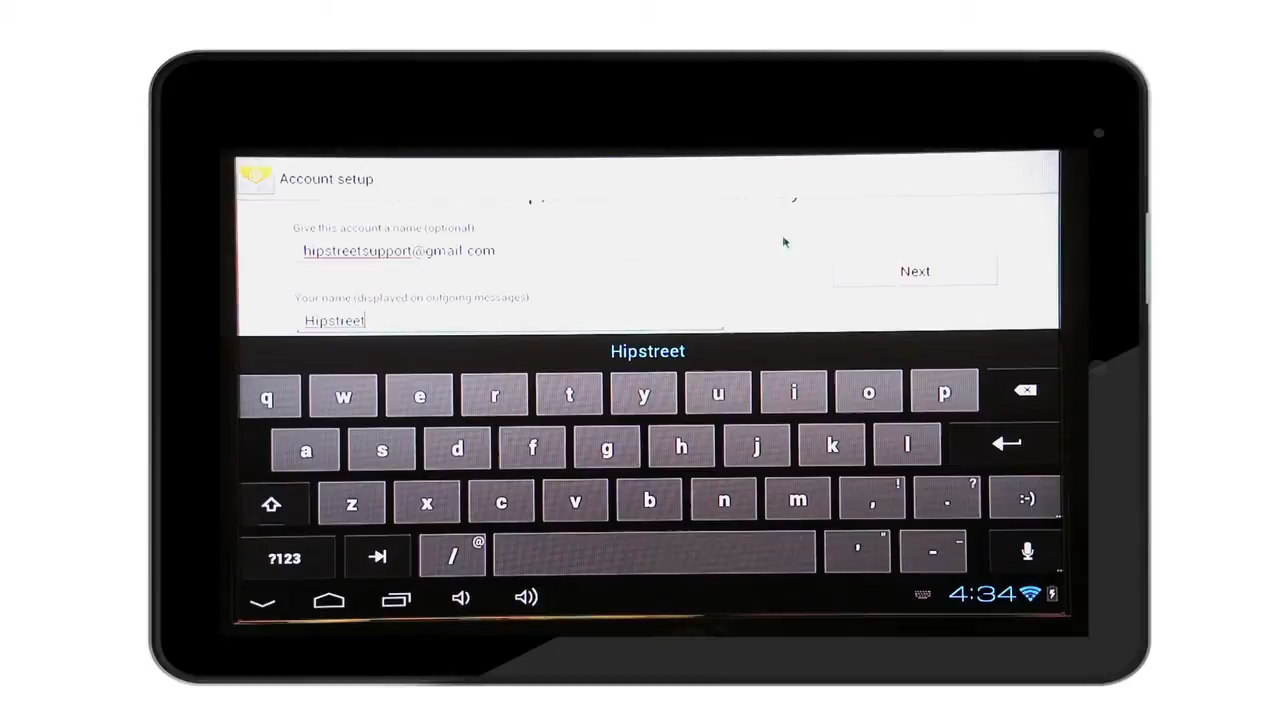 Account setup
Give this account a name (optional)
hipstreetsupport@gmail.com
Next
Your name (displayed on outgoing messages)
Hipstreet
Hipstreet
q w e r t y u i o p
a s d f g h j k l
z x c v b n m , ! . ? :-)
?123 / @ ' " - _
4:34